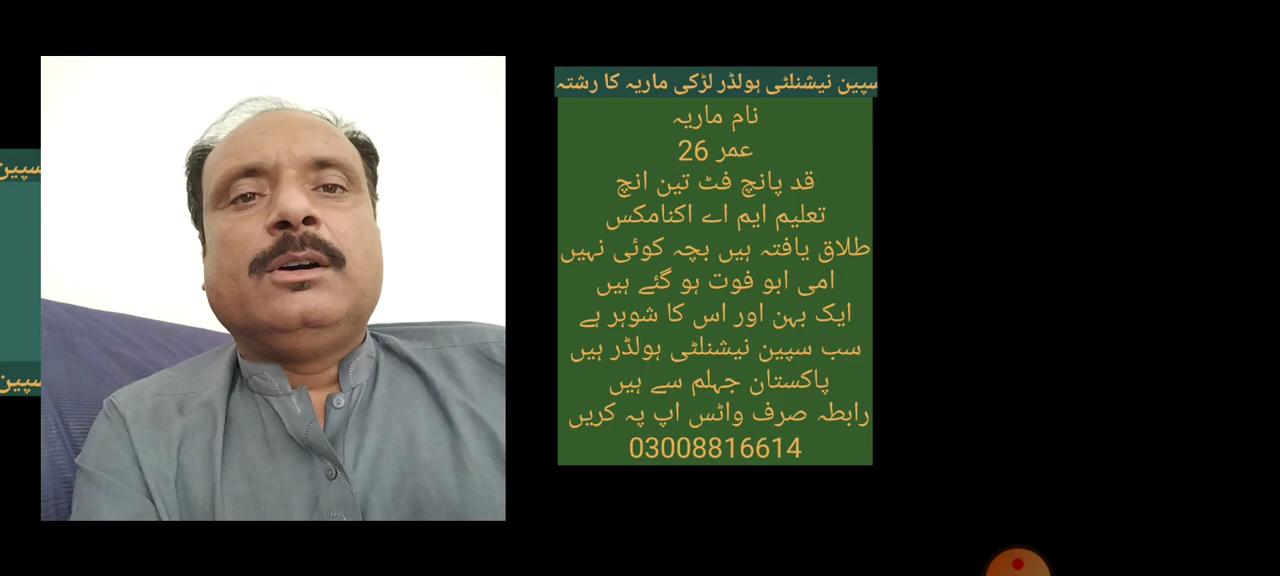 سپین نیشنلٹی ہولڈر لڑکی ماریہ کا رشتہ
نام ماریہ
عمر 26
قد پانچ فٹ تین انچ
تعلیم ایم اے اکنامکس
طلاق یافتہ ہیں بچہ کوئی نہیں
امی ابو فوت ہو گئے ہیں
ایک بہن اور اس کا شوہر ہے
سب سپین نیشنلٹی ہولڈر ہیں
پاکستان جہلم سے ہیں
رابطہ صرف واٹس اپ پہ کریں
03008816614
سپین
سپین